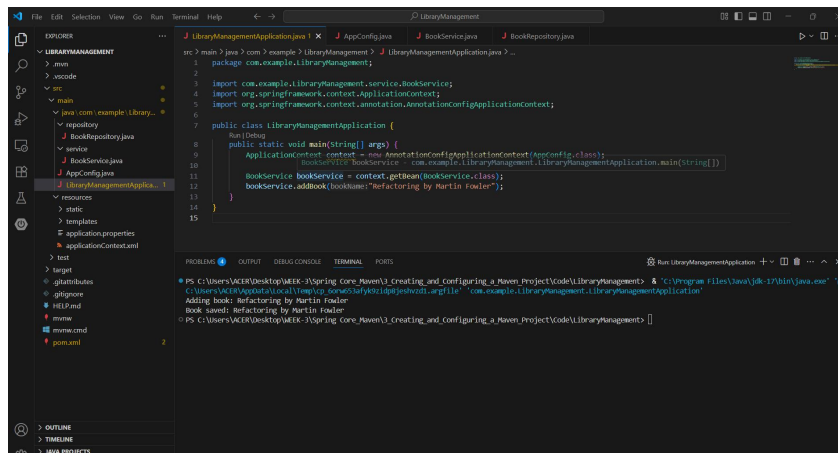 File Edit Selection View Go Run Terminal Help
LibraryManagement
EXPLORER
LibraryManagementApplication.java 1
AppConfig.java
BookService.java
BookRepository.java
src > main > java > com > example > LibraryManagement > LibraryManagementApplication.java > ...
LIBRARYMANAGEMENT
.mvn
.vscode
src
main
java\com\example\Library...
repository
BookRepository.java
service
BookService.java
AppConfig.java
LibraryManagementApplica... 1
resources
static
templates
application.properties
applicationContext.xml
test
target
.gitattributes
.gitignore
HELP.md
mvnw
mvnw.cmd
pom.xml 2
OUTLINE
TIMELINE
JAVA PROJECTS
1 package com.example.LibraryManagement;
2
3 import com.example.LibraryManagement.service.BookService;
4 import org.springframework.context.ApplicationContext;
5 import org.springframework.context.annotation.AnnotationConfigApplicationContext;
6
7 public class LibraryManagementApplication {
Run | Debug
8 public static void main(String[] args) {
9 ApplicationContext context = new AnnotationConfigApplicationContext(AppConfig.class);
BookService bookService - com.example.LibraryManagement.LibraryManagementApplication.main(String[])
10
11 BookService bookService = context.getBean(BookService.class);
12 bookService.addBook(bookName:"Refactoring by Martin Fowler");
13 }
14 }
15
PROBLEMS 4 OUTPUT DEBUG CONSOLE TERMINAL PORTS
Run: LibraryManagementApplication
PS C:\Users\ACER\Desktop\WEEK-3\Spring Core_Maven\3_Creating_and_Configuring_a_Maven_Project\Code\LibraryManagement> & 'C:\Program Files\Java\jdk-17\bin\java.exe'
'com.example.LibraryManagement.LibraryManagementApplication'
Adding book: Refactoring by Martin Fowler
Book saved: Refactoring by Martin Fowler
PS C:\Users\ACER\Desktop\WEEK-3\Spring Core_Maven\3_Creating_and_Configuring_a_Maven_Project\Code\LibraryManagement>